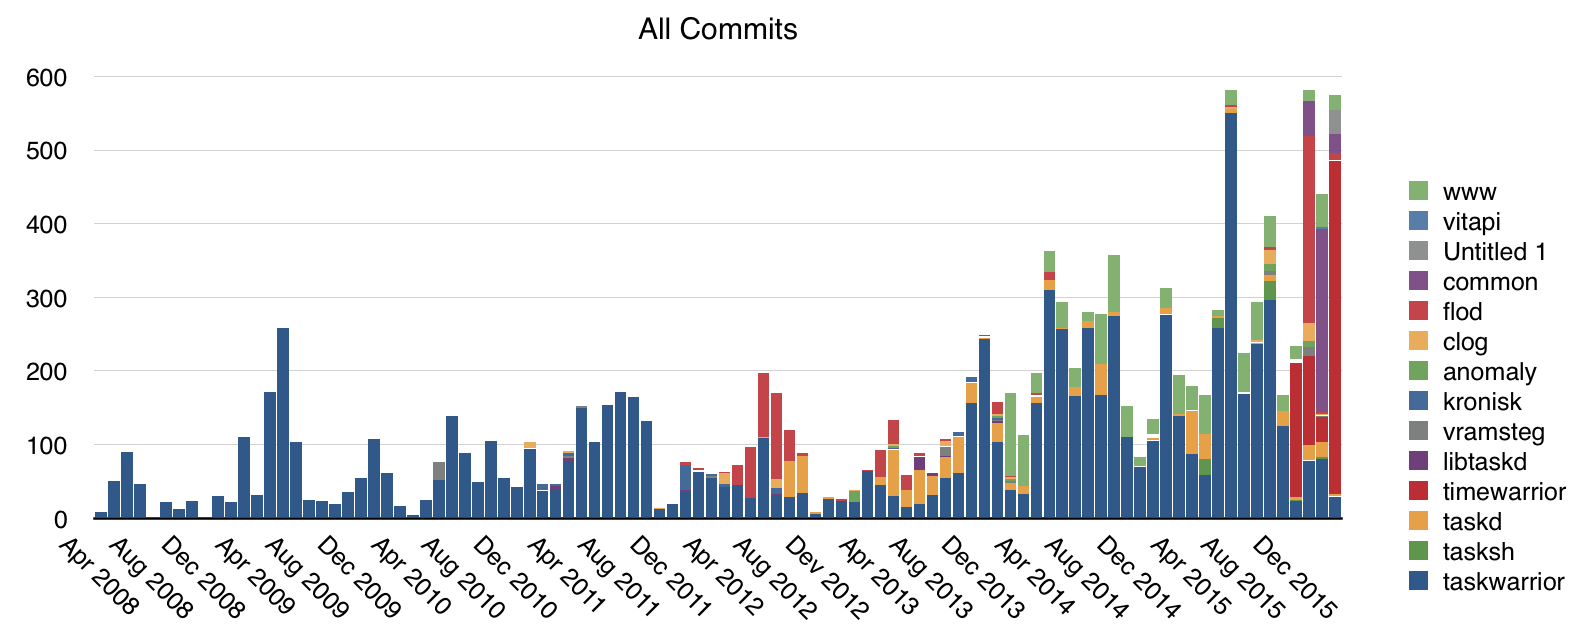 All Commits
600
500
400
300
200
100
0
Apr 2008
Aug 2008
Dec 2008
Apr 2009
Aug 2009
Dec 2009
Apr 2010
Aug 2010
Dec 2010
Apr 2011
Aug 2011
Dec 2011
Apr 2012
Aug 2012
Dev 2012
Apr 2013
Aug 2013
Dec 2013
Apr 2014
Aug 2014
Dec 2014
Apr 2015
Aug 2015
Dec 2015
www
vitapi
Untitled 1
common
flod
clog
anomaly
kronisk
vramsteg
libtaskd
timewarrior
taskd
tasksh
taskwarrior